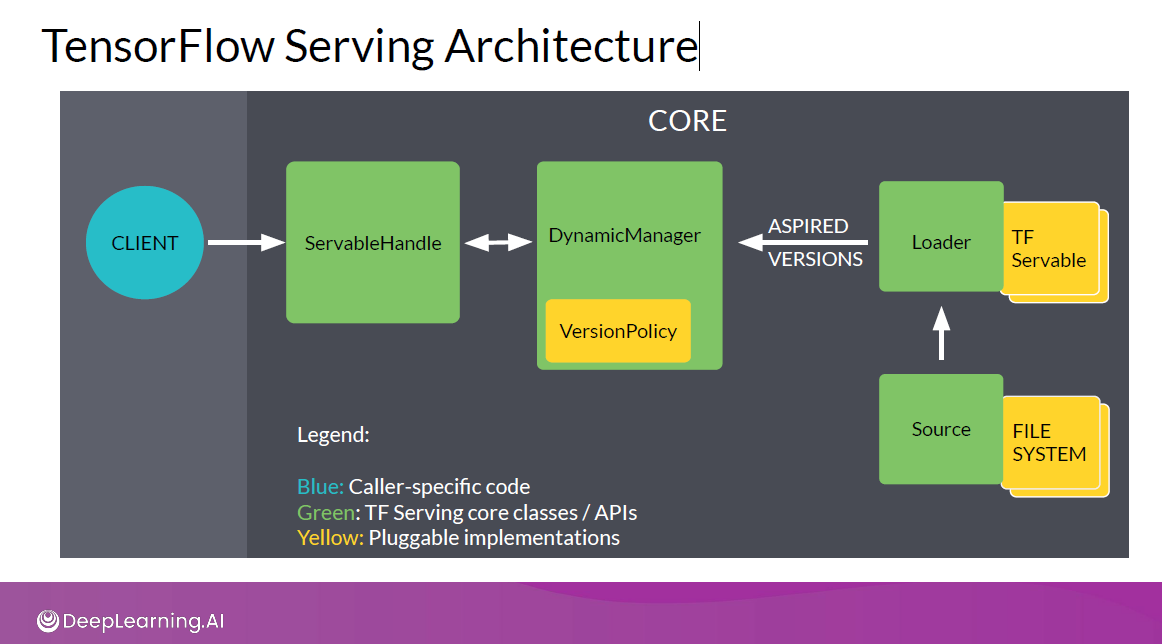 TensorFlow Serving Architecture
CORE
CLIENT
ServableHandle
DynamicManager
VersionPolicy
ASPIRED
VERSIONS
Loader
TF
Servable
Source
FILE
SYSTEM
Legend:
Blue: Caller-specific code
Green: TF Serving core classes / APIs
Yellow: Pluggable implementations
DeepLearning.AI